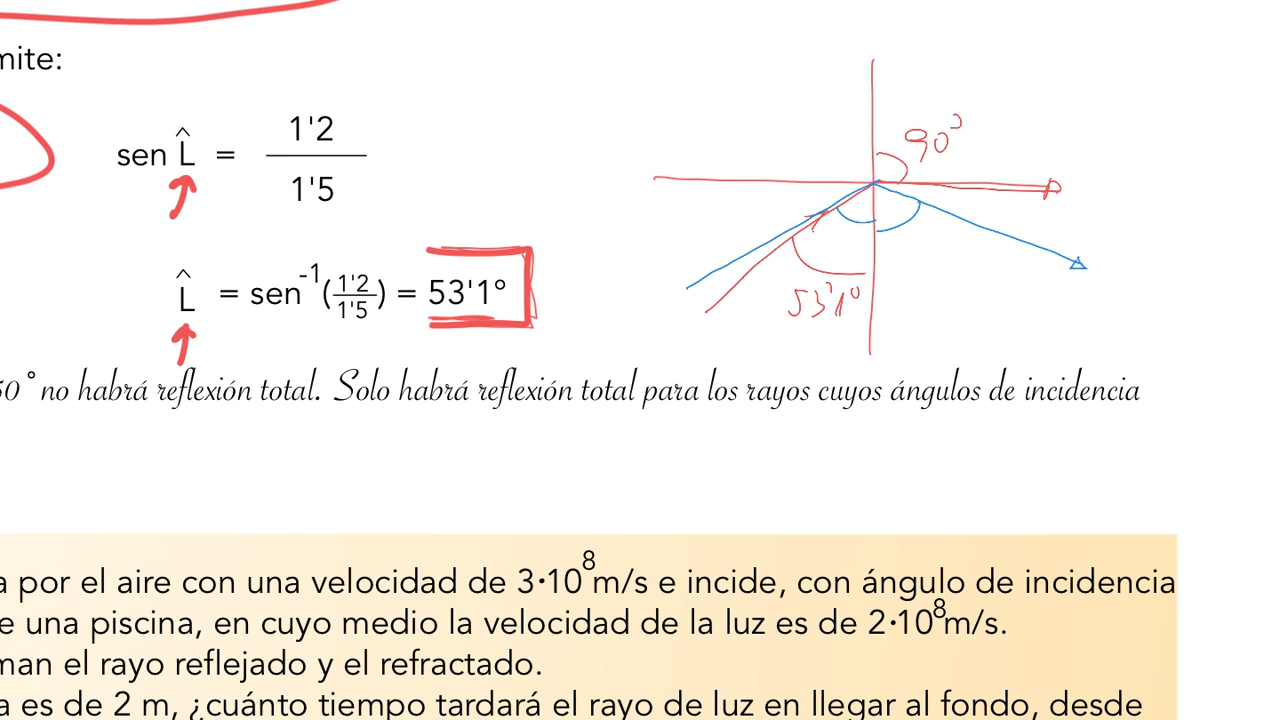 mite:
sen L̂ = 1'2 / 1'5
90°
L̂ = sen⁻¹(1'2/1'5) = 53'1°
53'1°
50° no habrá reflexión total. Solo habrá reflexión total para los rayos cuyos ángulos de incidencia
a por el aire con una velocidad de 3·10⁸m/s e incide, con ángulo de incidencia
e una piscina, en cuyo medio la velocidad de la luz es de 2·10⁸m/s.
man el rayo reflejado y el refractado.
a es de 2 m, ¿cuánto tiempo tardará el rayo de luz en llegar al fondo, desde